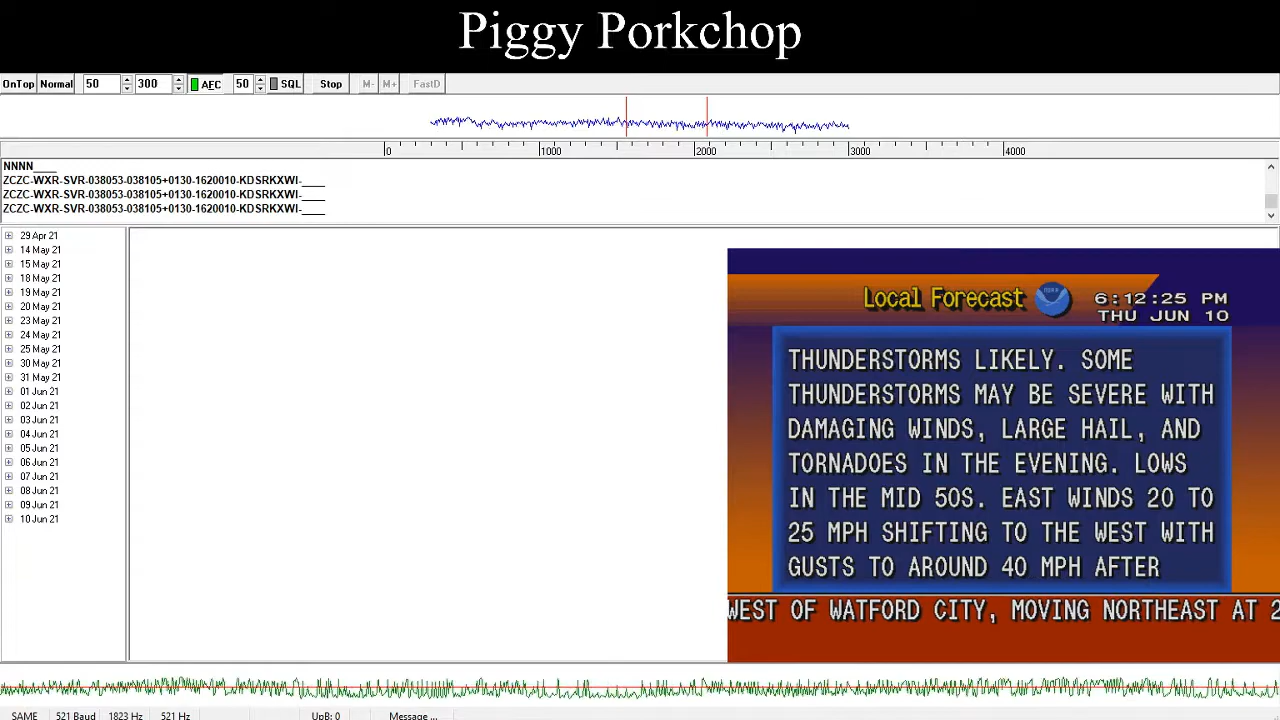 Piggy Porkchop
OnTop Normal 50 300 AFC 50 SQL Stop M- M+ FastD
0 1000 2000 3000 4000
NNNN____
ZCZC-WXR-SVR-038053-038105+0130-1620010-KDSRKXWI-____
ZCZC-WXR-SVR-038053-038105+0130-1620010-KDSRKXWI-____
ZCZC-WXR-SVR-038053-038105+0130-1620010-KDSRKXWI-____
29 Apr 21
14 May 21
15 May 21
18 May 21
19 May 21
20 May 21
23 May 21
24 May 21
25 May 21
30 May 21
31 May 21
01 Jun 21
02 Jun 21
03 Jun 21
04 Jun 21
05 Jun 21
06 Jun 21
07 Jun 21
08 Jun 21
09 Jun 21
10 Jun 21
Local Forecast
6:12:25 PM
THU JUN 10
THUNDERSTORMS LIKELY. SOME
THUNDERSTORMS MAY BE SEVERE WITH
DAMAGING WINDS, LARGE HAIL, AND
TORNADOES IN THE EVENING. LOWS
IN THE MID 50S. EAST WINDS 20 TO
25 MPH SHIFTING TO THE WEST WITH
GUSTS TO AROUND 40 MPH AFTER
WEST OF WATFORD CITY, MOVING NORTHEAST AT 2
SAME 521 Baud 1823 Hz 521 Hz UpB: 0 Message ...